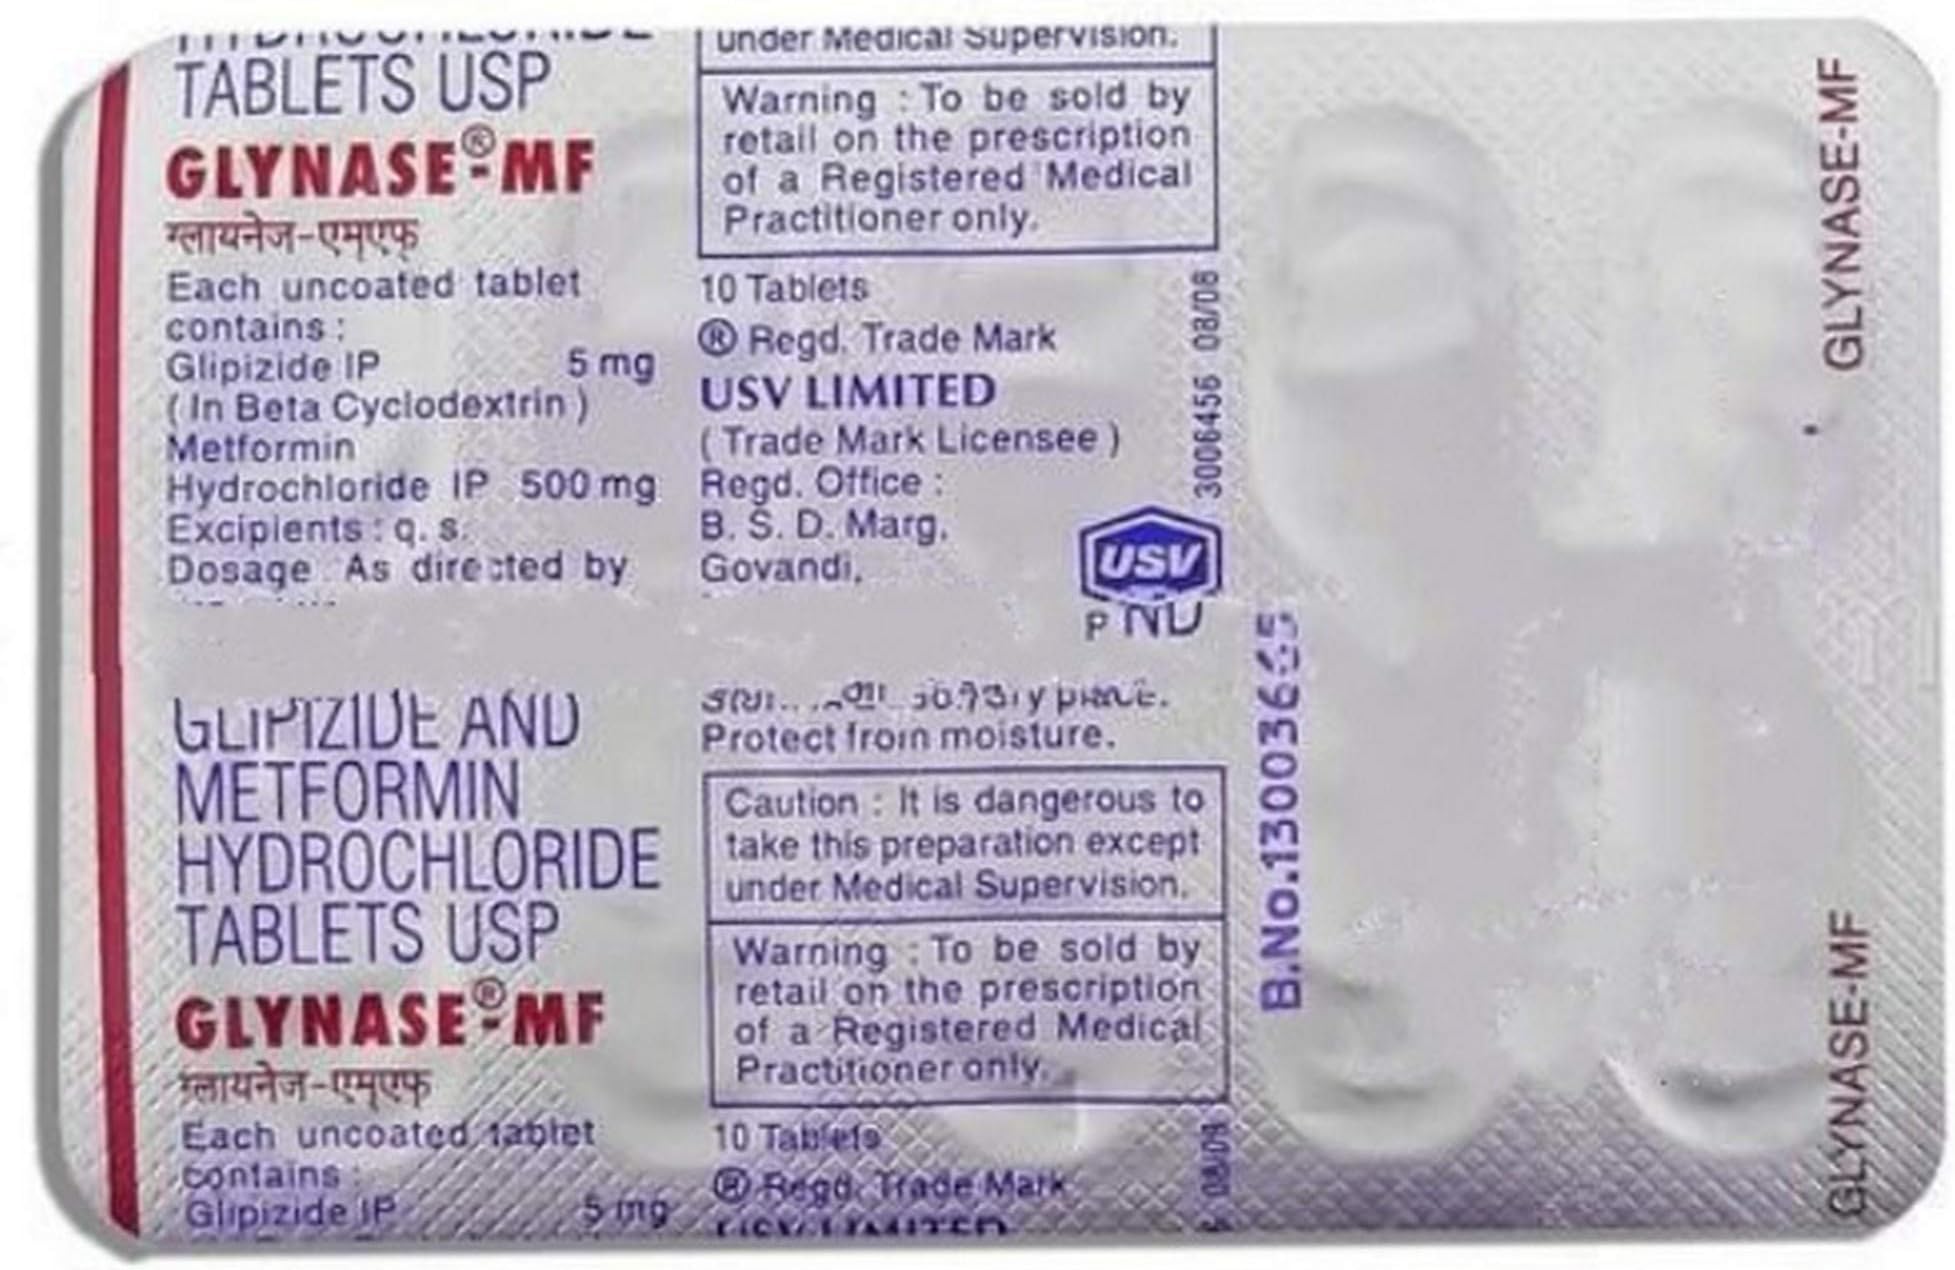 TABLETS USP
GLYNASE®-MF
ग्लायनेज-एमएफ
Each uncoated tablet
contains :
Glipizide IP 5 mg
( In Beta Cyclodextrin )
Metformin
Hydrochloride IP 500 mg
Excipients : q. s.
Dosage As directed by
under Medical Supervision.
Warning : To be sold by
retail on the prescription
of a Registered Medical
Practitioner only.
10 Tablets
® Regd. Trade Mark
USV LIMITED
( Trade Mark Licensee )
Regd. Office :
B. S. D. Marg,
Govandi,
USV
3006456 08/08
GLYNASE-MF
GLIPIZIDE AND
METFORMIN
HYDROCHLORIDE
TABLETS USP
GLYNASE®-MF
ग्लायनेज-एमएफ
Each uncoated tablet
contains :
Glipizide IP 5 mg
Protect from moisture.
Caution : It is dangerous to
take this preparation except
under Medical Supervision.
Warning : To be sold by
retail on the prescription
of a Registered Medical
Practitioner only.
10 Tablets
® Regd. Trade Mark
USV LIMITED
GLYNASE-MF